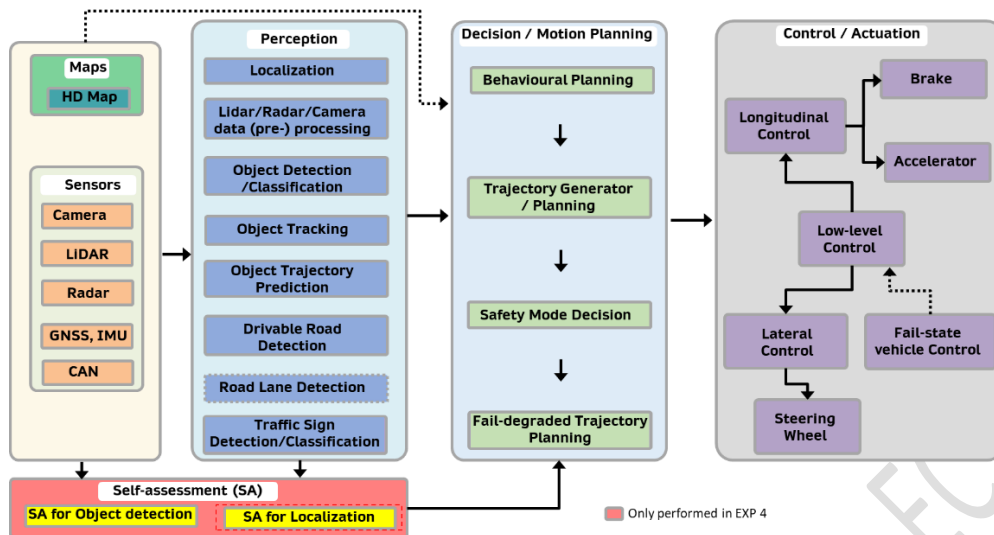 Maps
HD Map
Sensors
Camera
LIDAR
Radar
GNSS, IMU
CAN
Perception
Localization
Lidar/Radar/Camera
data (pre-) processing
Object Detection
/Classification
Object Tracking
Object Trajectory
Prediction
Drivable Road
Detection
Road Lane Detection
Traffic Sign
Detection/Classification
Decision / Motion Planning
Behavioural Planning
Trajectory Generator
/ Planning
Safety Mode Decision
Fail-degraded Trajectory
Planning
Control / Actuation
Brake
Longitudinal
Control
Accelerator
Low-level
Control
Lateral
Control
Fail-state
vehicle Control
Steering
Wheel
Self-assessment (SA)
SA for Object detection
SA for Localization
Only performed in EXP 4